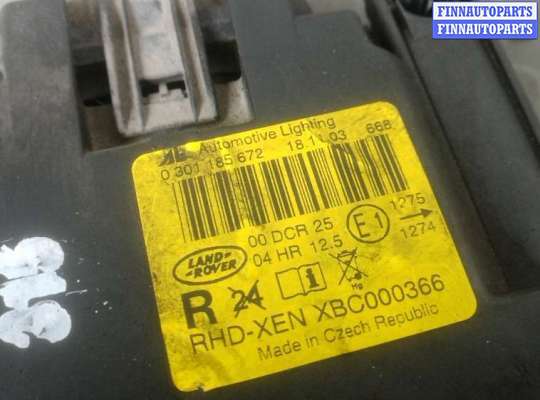 FINNAUTOPARTS
FINNAUTOPARTS
Automotive Lighting
0 301 185 672 18.11.03 668
LAND-ROVER
00 DCR 25
04 HR 12.5
E1
1275
1274
R 24
Hg
RHD-XEN XBC000366
Made in Czech Republic